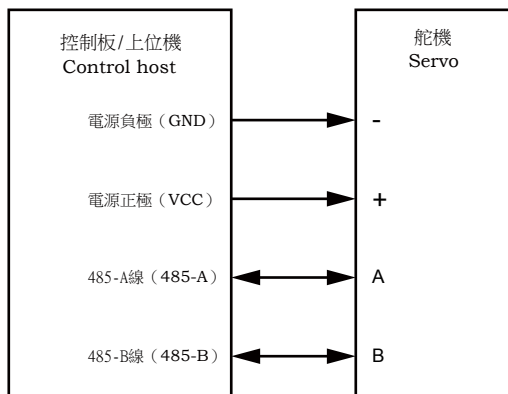 控制板/上位機
Control host
舵機
Servo
電源負極（GND）
-
電源正極（VCC）
+
485-A線（485-A）
A
485-B線（485-B）
B